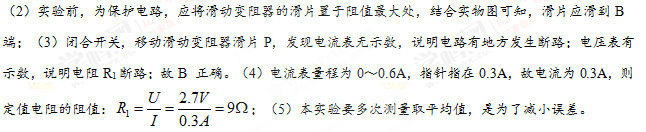 （2）实验前，为保护电路，应将滑动变阻器的滑片置于阻值最大处，结合实物图可知，滑片应滑到 B
端；（3）闭合开关，移动滑动变阻器滑片 P，发现电流表无示数，说明电路有地方发生断路；电压表有
示数，说明电阻 R₁ 断路；故 B 正确。（4）电流表量程为 0～0.6A，指针指在 0.3A，故电流为 0.3A，则
定值电阻的阻值：R₁ = U/I = 2.7V/0.3A = 9Ω；（5）本实验要多次测量取平均值，是为了减小误差。